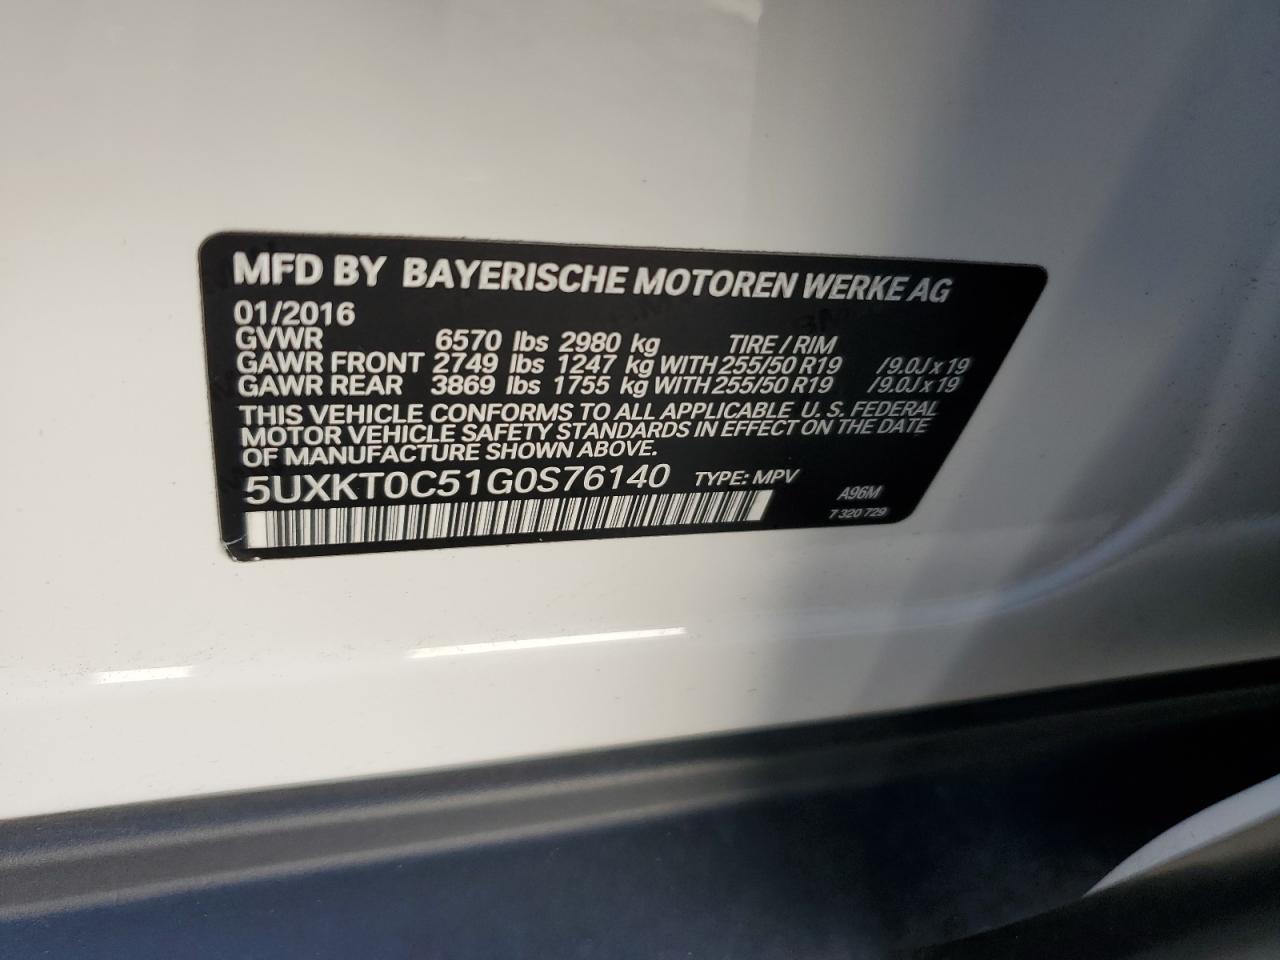 MFD BY BAYERISCHE MOTOREN WERKE AG
01/2016
GVWR 6570 lbs 2980 kg TIRE / RIM
GAWR FRONT 2749 lbs 1247 kg WITH 255/50 R19 /9.0J x 19
GAWR REAR 3869 lbs 1755 kg WITH 255/50 R19 /9.0J x 19
THIS VEHICLE CONFORMS TO ALL APPLICABLE U. S. FEDERAL
MOTOR VEHICLE SAFETY STANDARDS IN EFFECT ON THE DATE
OF MANUFACTURE SHOWN ABOVE.
5UXKT0C51G0S76140 TYPE: MPV
A96M
7 320 729